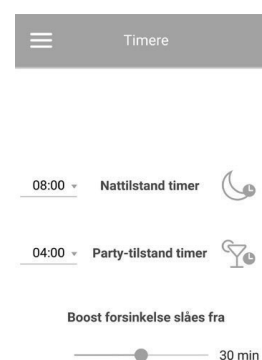 Timere
08:00 Nattilstand timer
04:00 Party-tilstand timer
Boost forsinkelse slåes fra
30 min